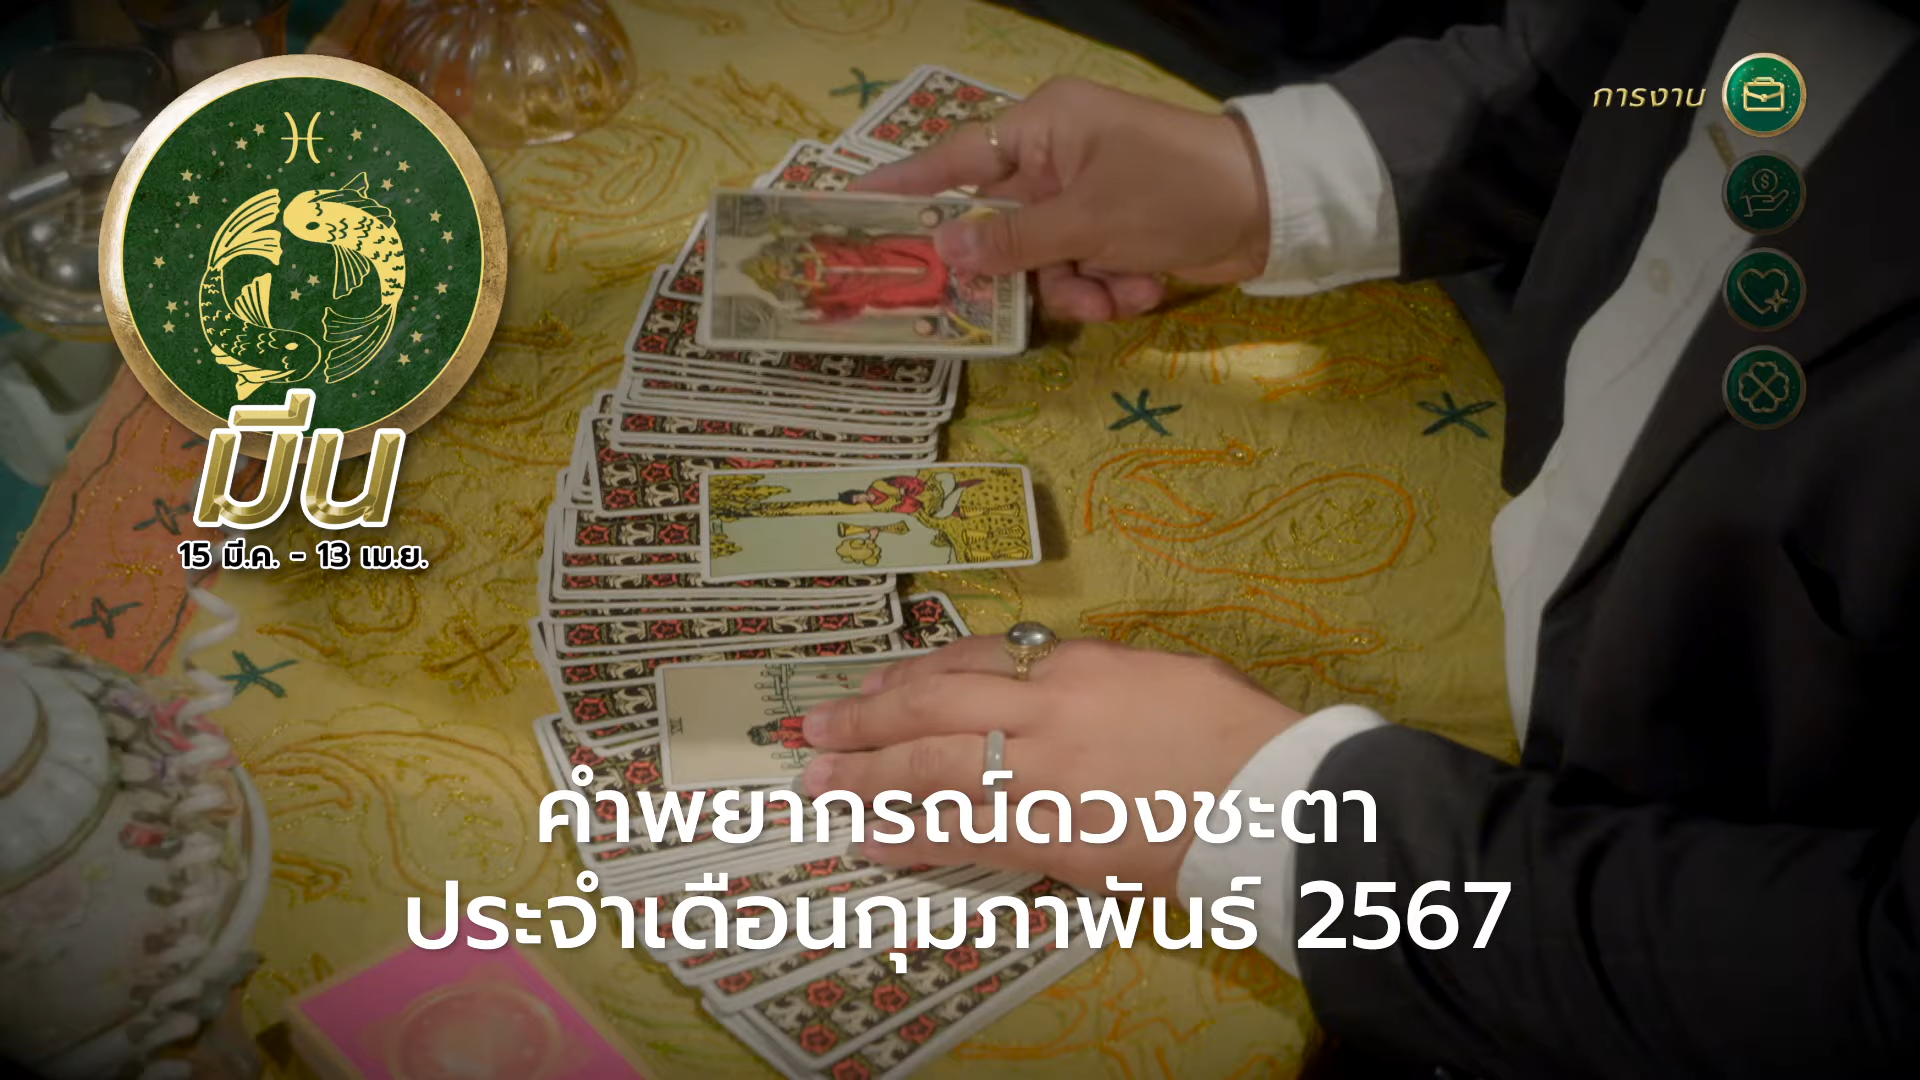 มีน
15 มี.ค. - 13 เม.ย.
การงาน
คำพยากรณ์ดวงชะตา
ประจำเดือนกุมภาพันธ์ 2567